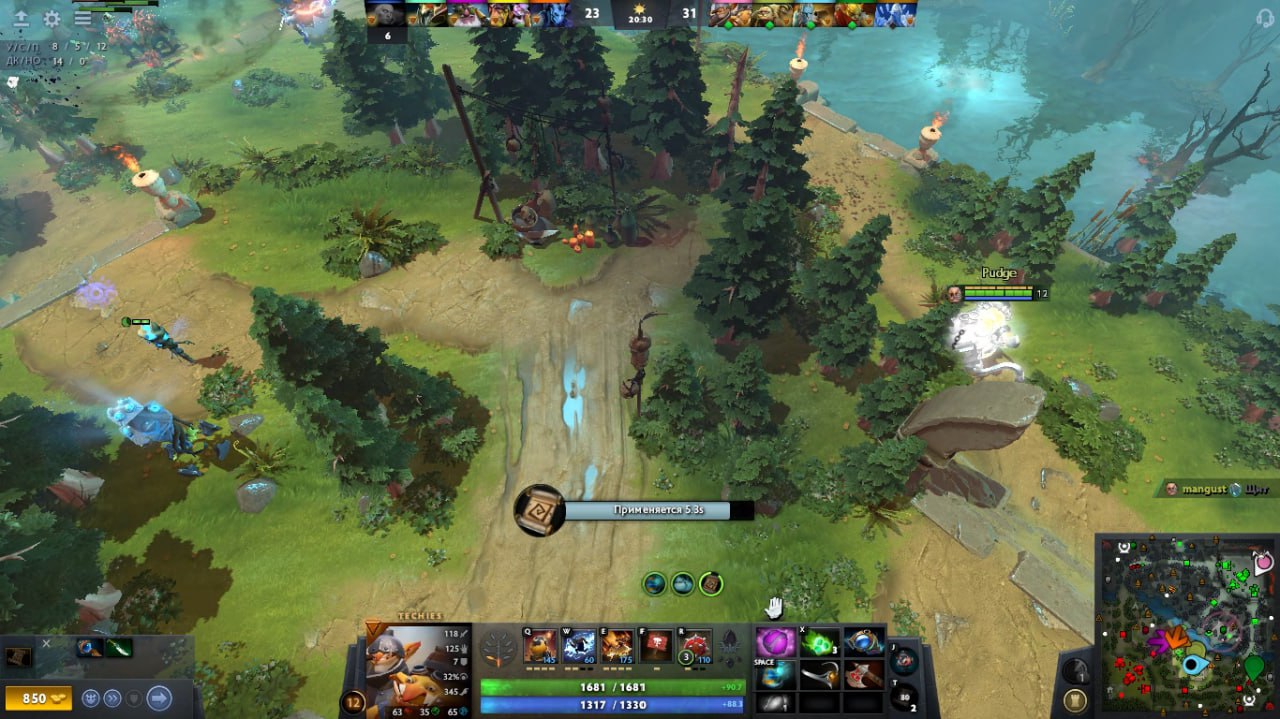 У/С/П 8 / 5 / 12
ДК/НО 14 / 0
6
23
20:30
31
Pudge
12
mangust Щит
Применяется 5.3s
TECHIES
118
125
7
32%
345
63 35 65
12
Q 145
W 60
E 175
F
R 3 110
1681 / 1681 +90.7
1317 / 1330 +88.3
X 3
SPACE
1
J
T
80
2
1
850